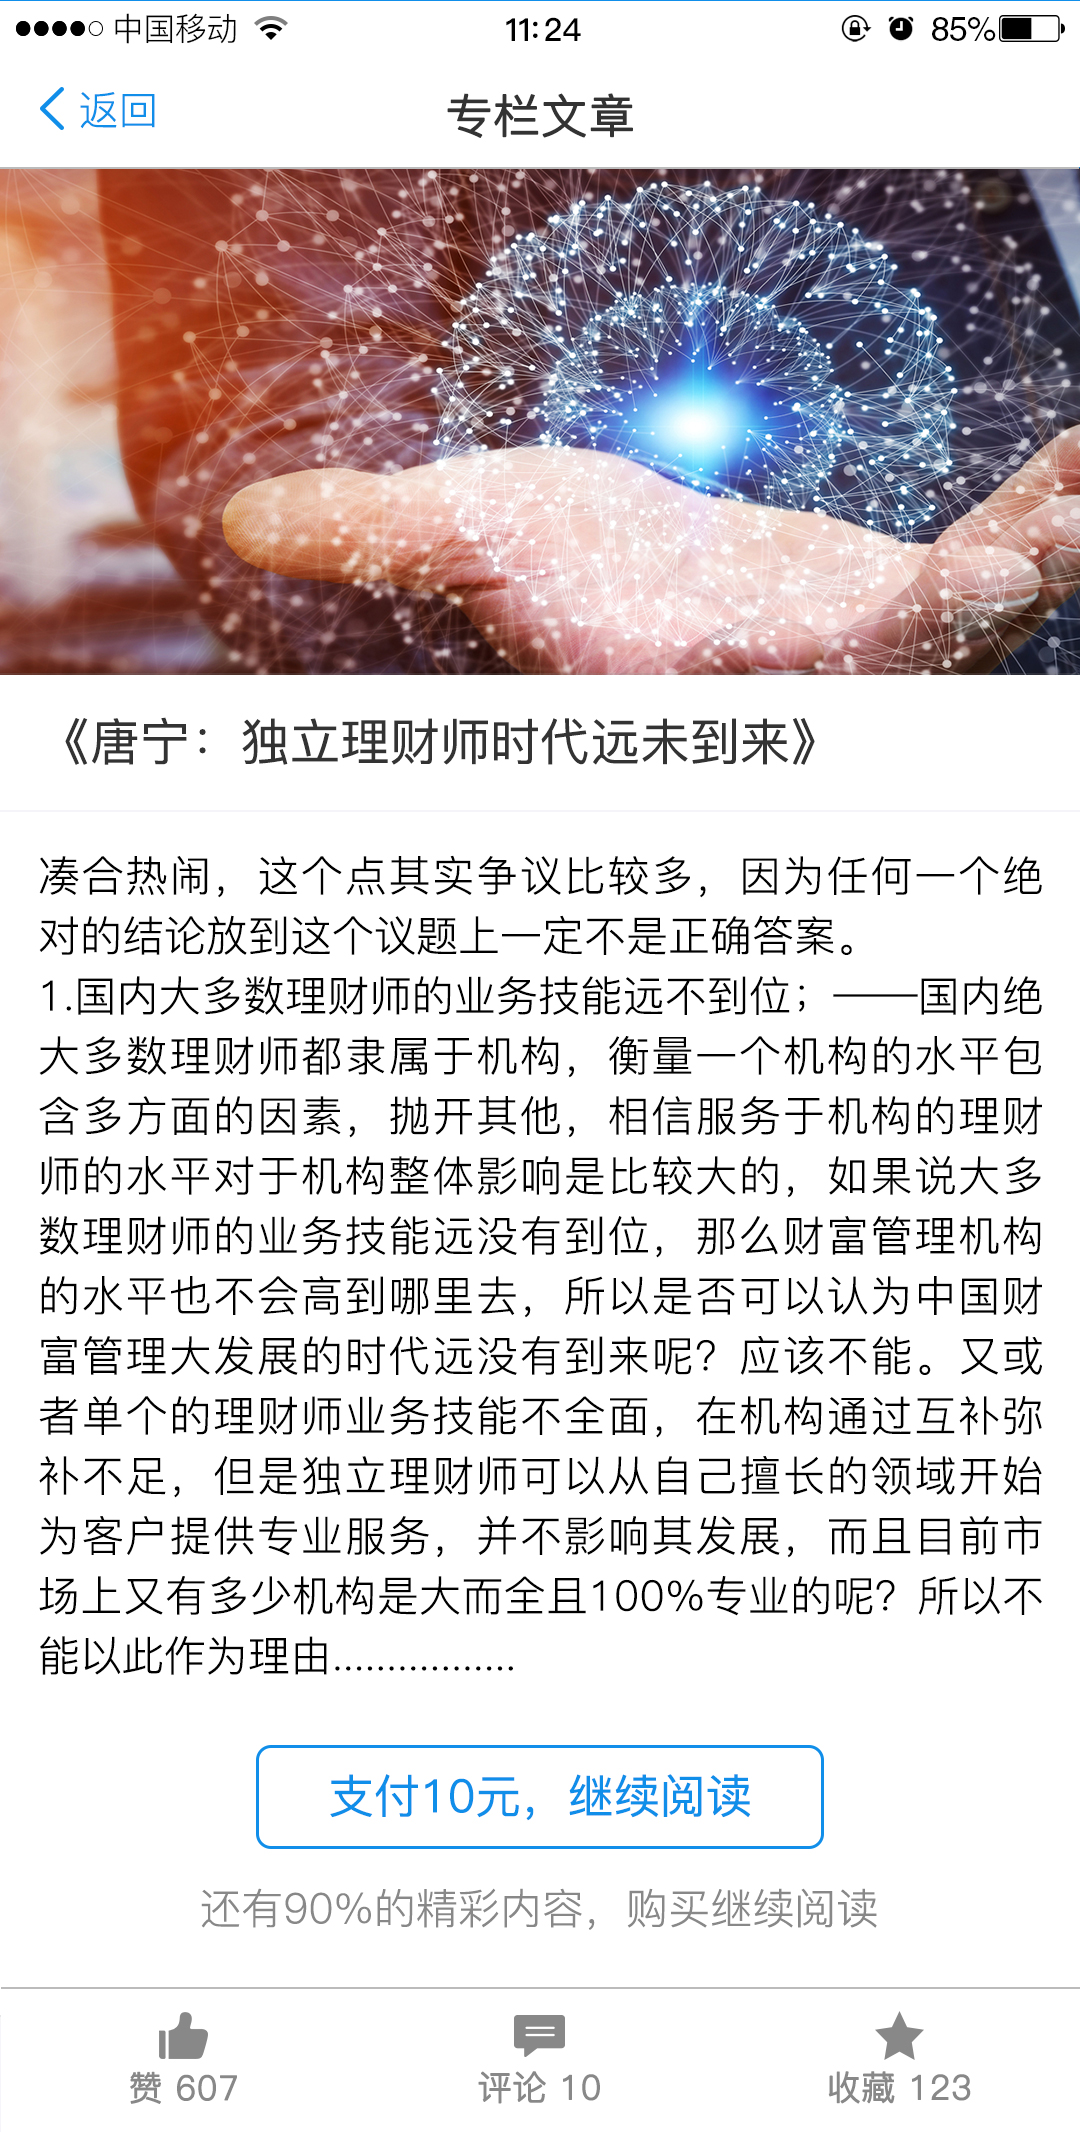 中国移动 11:24 85%
返回 专栏文章
《唐宁：独立理财师时代远未到来》
凑合热闹，这个点其实争议比较多，因为任何一个绝
对的结论放到这个议题上一定不是正确答案。
1.国内大多数理财师的业务技能远不到位；——国内绝
大多数理财师都隶属于机构，衡量一个机构的水平包
含多方面的因素，抛开其他，相信服务于机构的理财
师的水平对于机构整体影响是比较大的，如果说大多
数理财师的业务技能远没有到位，那么财富管理机构
的水平也不会高到哪里去，所以是否可以认为中国财
富管理大发展的时代远没有到来呢？应该不能。又或
者单个的理财师业务技能不全面，在机构通过互补弥
补不足，但是独立理财师可以从自己擅长的领域开始
为客户提供专业服务，并不影响其发展，而且目前市
场上又有多少机构是大而全且100%专业的呢？所以不
能以此作为理由.................
支付10元，继续阅读
还有90%的精彩内容，购买继续阅读
赞 607 评论 10 收藏 123